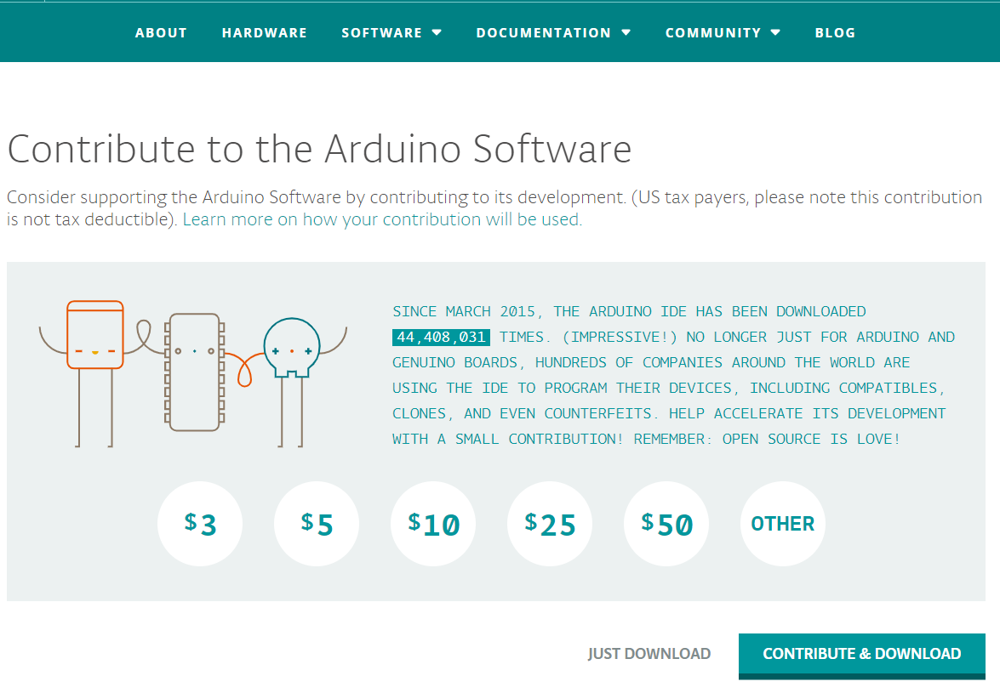 ABOUT HARDWARE SOFTWARE DOCUMENTATION COMMUNITY BLOG
Contribute to the Arduino Software
Consider supporting the Arduino Software by contributing to its development. (US tax payers, please note this contribution
is not tax deductible). Learn more on how your contribution will be used.
SINCE MARCH 2015, THE ARDUINO IDE HAS BEEN DOWNLOADED
44,408,031 TIMES. (IMPRESSIVE!) NO LONGER JUST FOR ARDUINO AND
GENUINO BOARDS, HUNDREDS OF COMPANIES AROUND THE WORLD ARE
USING THE IDE TO PROGRAM THEIR DEVICES, INCLUDING COMPATIBLES,
CLONES, AND EVEN COUNTERFEITS. HELP ACCELERATE ITS DEVELOPMENT
WITH A SMALL CONTRIBUTION! REMEMBER: OPEN SOURCE IS LOVE!
$3 $5 $10 $25 $50 OTHER
JUST DOWNLOAD CONTRIBUTE & DOWNLOAD